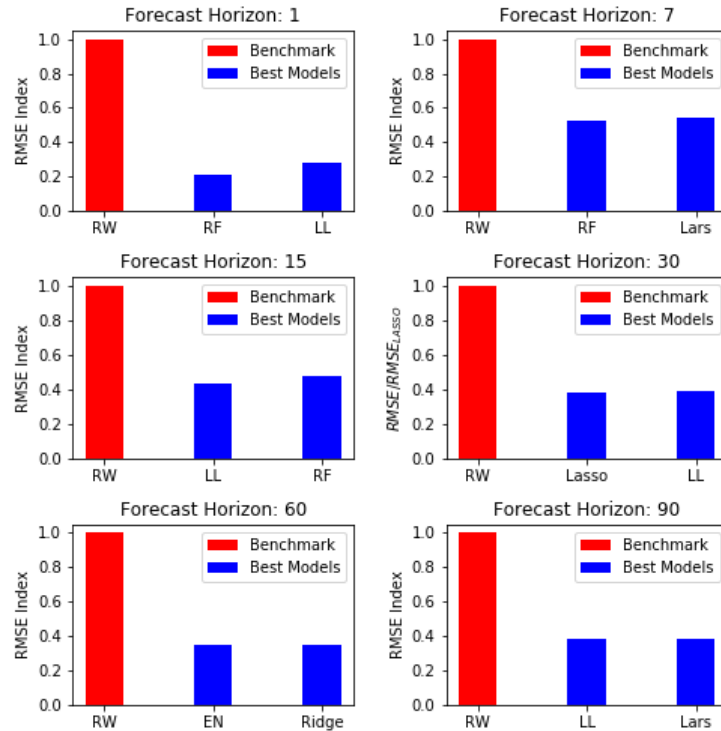 Forecast Horizon: 1
1.0
0.8
0.6
0.4
0.2
0.0
RMSE Index
Benchmark
Best Models
RW RF LL
Forecast Horizon: 7
1.0
0.8
0.6
0.4
0.2
0.0
RMSE Index
Benchmark
Best Models
RW RF Lars
Forecast Horizon: 15
1.0
0.8
0.6
0.4
0.2
0.0
RMSE Index
Benchmark
Best Models
RW LL RF
Forecast Horizon: 30
1.0
0.8
0.6
0.4
0.2
0.0
RMSE/RMSE_LASSO
Benchmark
Best Models
RW Lasso LL
Forecast Horizon: 60
1.0
0.8
0.6
0.4
0.2
0.0
RMSE Index
Benchmark
Best Models
RW EN Ridge
Forecast Horizon: 90
1.0
0.8
0.6
0.4
0.2
0.0
RMSE Index
Benchmark
Best Models
RW LL Lars